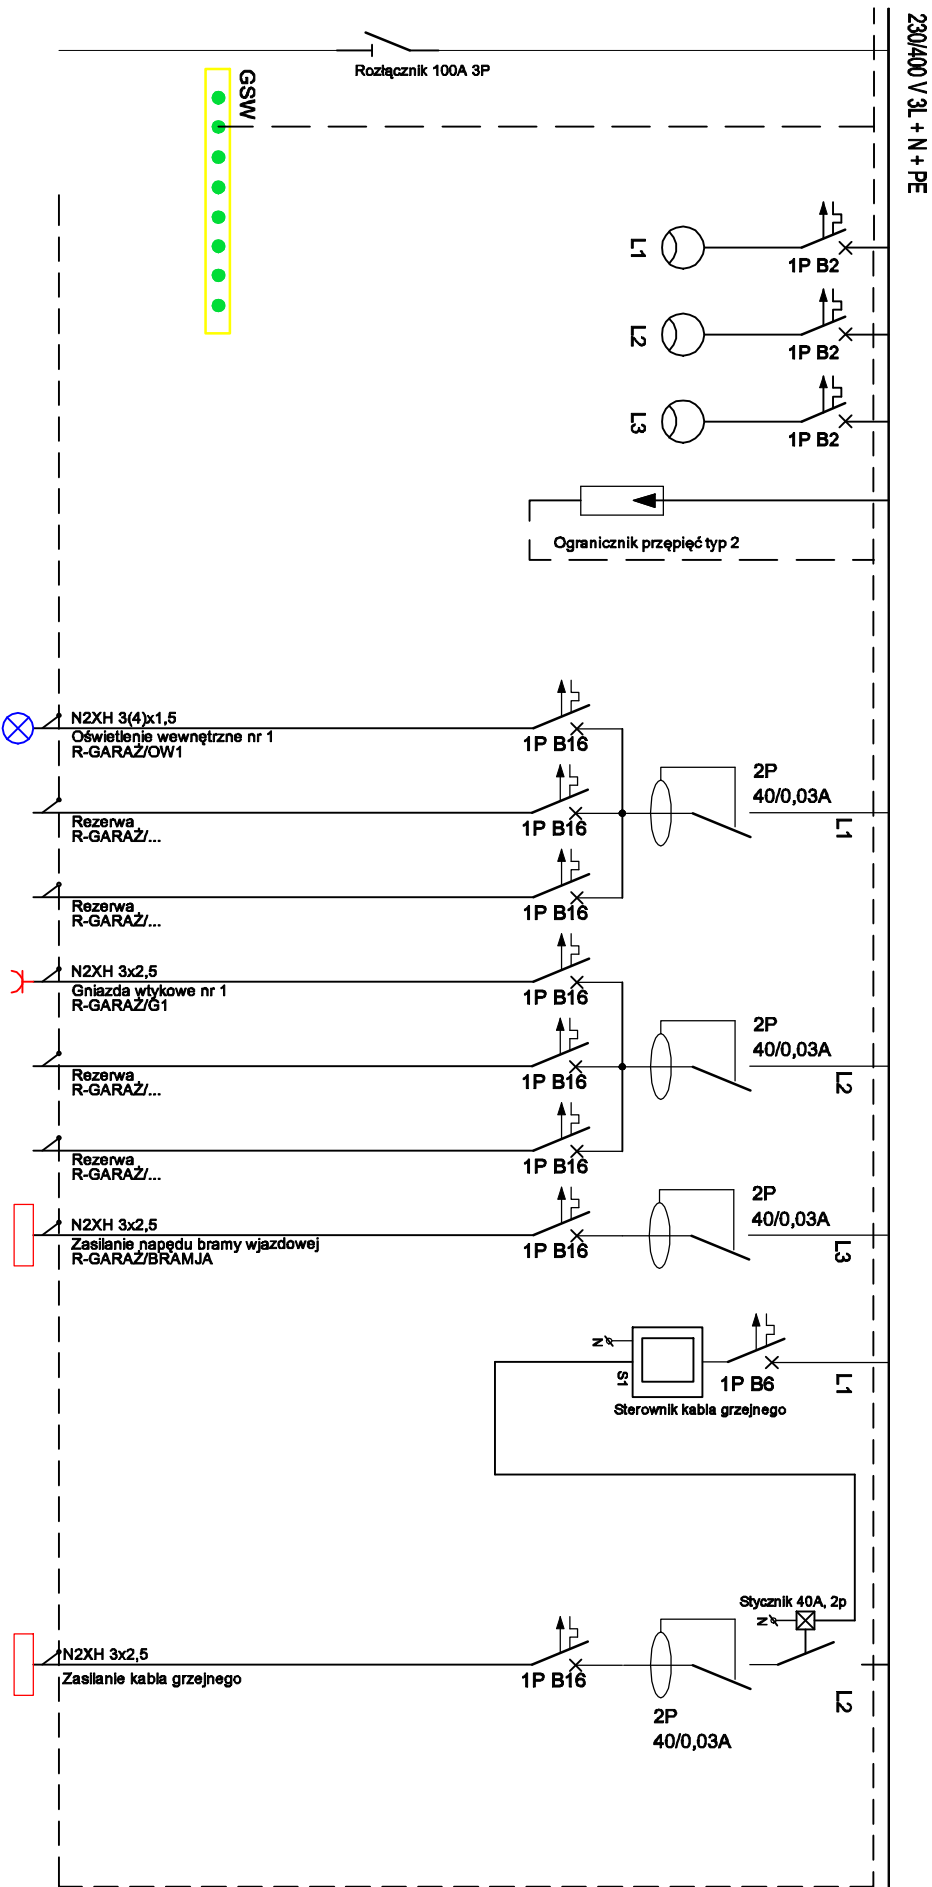 230/400 V 3L + N + PE
Rozłącznik 100A 3P
GSW
L1
1P B2
L2
1P B2
L3
1P B2
Ogranicznik przępięć typ 2
N2XH 3(4)x1,5
Oświetlenie wewnętrzne nr 1
R-GARAŻ/OW1
1P B16
2P
40/0,03A
L1
Rezerwa
R-GARAŻ/...
1P B16
Rezerwa
R-GARAŻ/...
1P B16
N2XH 3x2,5
Gniazda wtykowe nr 1
R-GARAŻ/G1
1P B16
2P
40/0,03A
L2
Rezerwa
R-GARAŻ/...
1P B16
Rezerwa
R-GARAŻ/...
1P B16
N2XH 3x2,5
Zasilanie napędu bramy wjazdowej
R-GARAŻ/BRAMJA
1P B16
2P
40/0,03A
L3
N
S1
1P B6
L1
Sterownik kabla grzejnego
Stycznik 40A, 2p
N
N2XH 3x2,5
Zasilanie kabla grzejnego
1P B16
2P
40/0,03A
L2